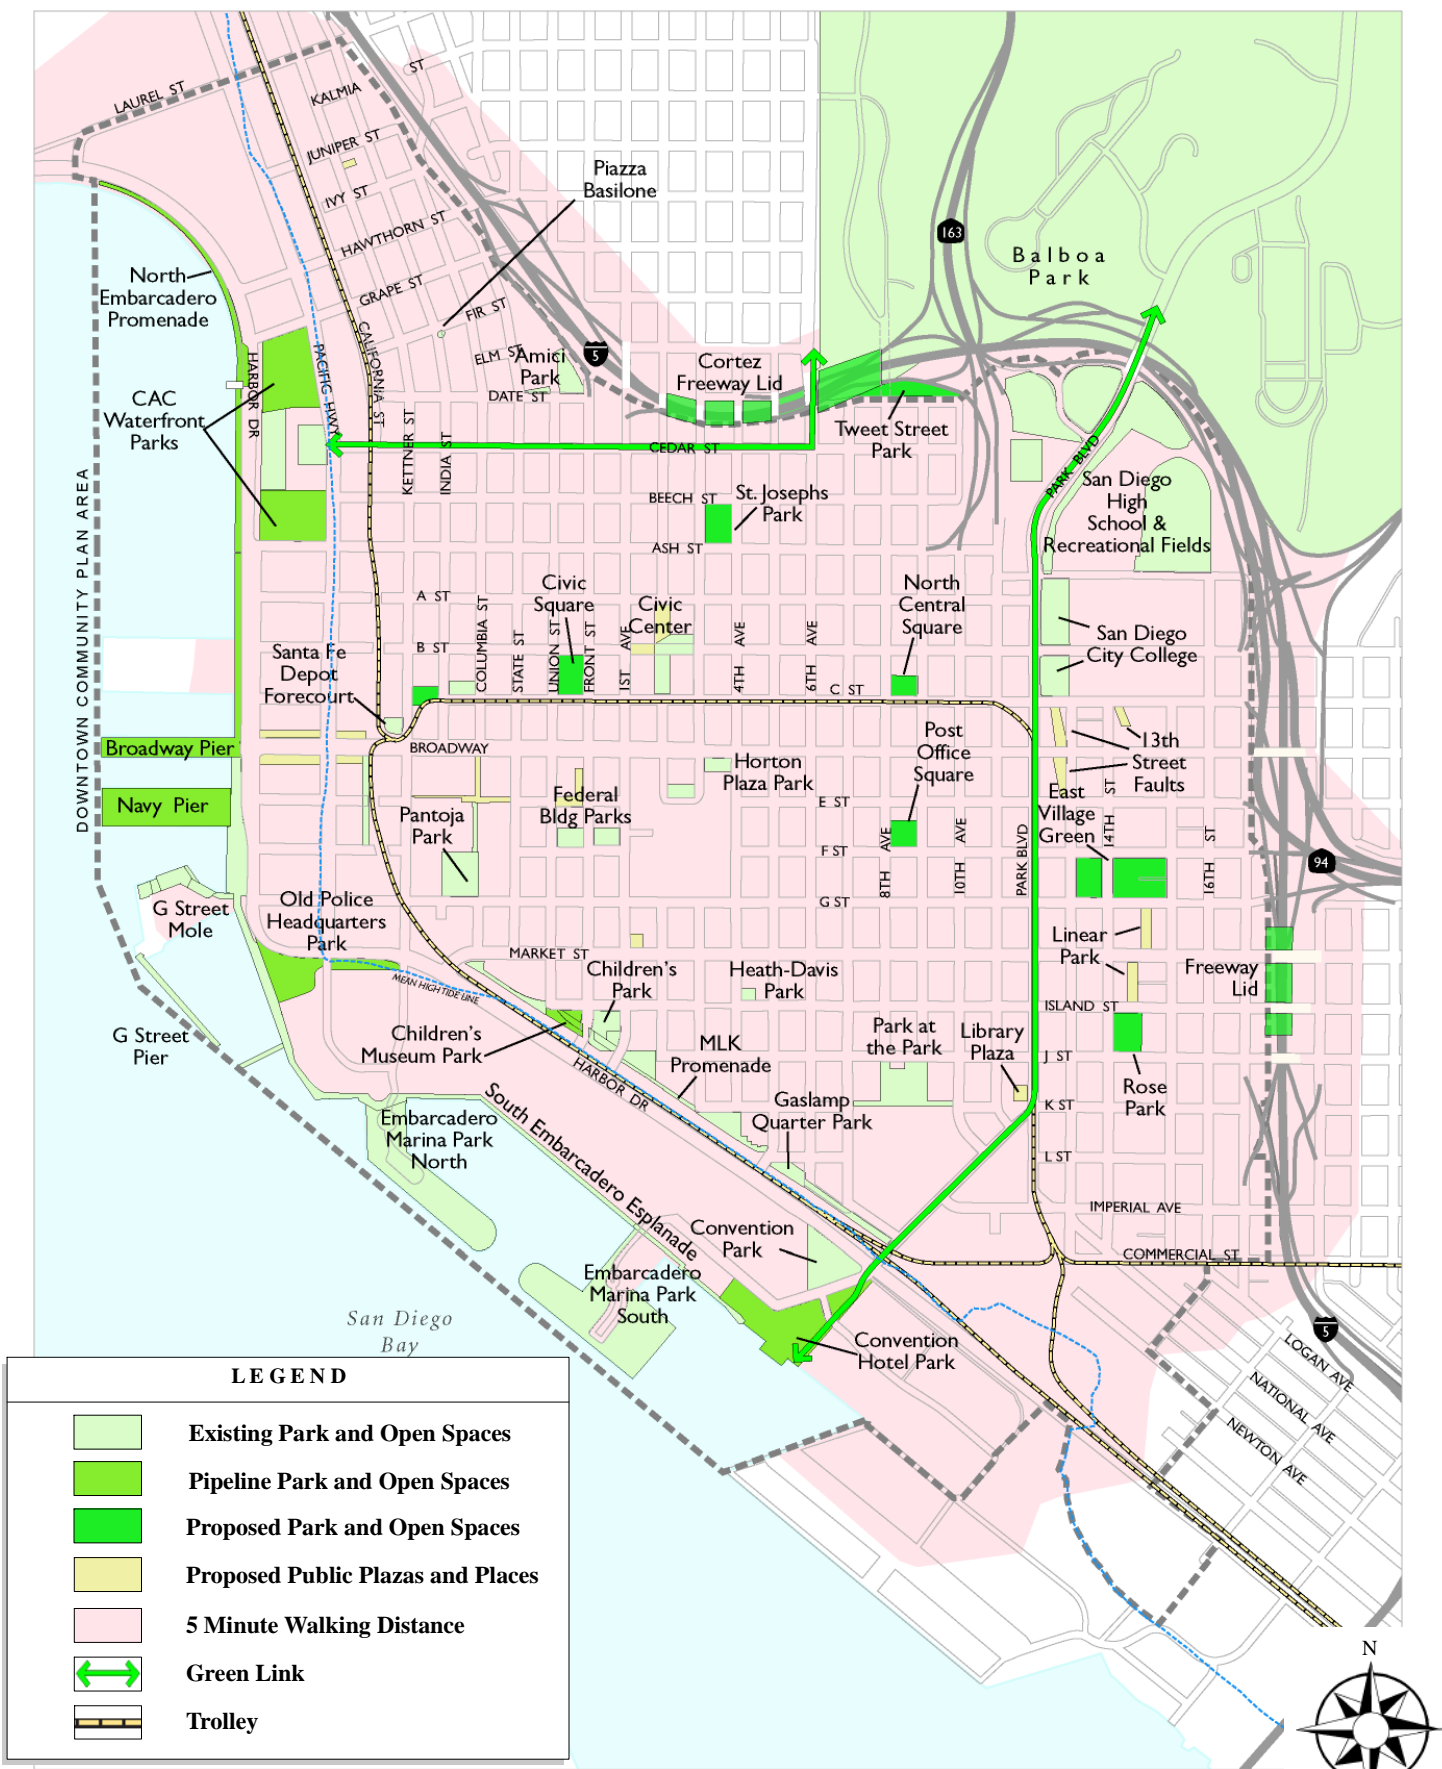 ST
LAUREL ST
KALMIA
JUNIPER ST
IVY ST
HAWTHORN ST
GRAPE ST
FIR ST
ELM ST
DATE ST
Piazza
Basilone
163
Balboa
Park
North
Embarcadero
Promenade
HARBOR DR
PACIFIC HWY
CALIFORNIA ST
KETTNER ST
INDIA ST
Amici
Park
5
Cortez
Freeway Lid
CAC
Waterfront
Parks
Tweet Street
Park
CEDAR ST
PARK BLVD
BEECH ST
St. Josephs
Park
ASH ST
San Diego
High
School &
Recreational Fields
DOWNTOWN COMMUNITY PLAN AREA
A ST
B ST
COLUMBIA ST
STATE ST
UNION ST
FRONT ST
1ST AVE
4TH AVE
6TH AVE
C ST
Civic
Square
Civic
Center
North
Central
Square
San Diego
City College
Santa Fe
Depot
Forecourt
Broadway Pier
Navy Pier
BROADWAY
Horton
Plaza Park
Post
Office
Square
13th
Street
Faults
E ST
F ST
G ST
8TH AVE
10TH AVE
PARK BLVD
14TH ST
16TH ST
East
Village
Green
94
Pantoja
Park
Federal
Bldg Parks
G Street
Mole
Old Police
Headquarters
Park
MARKET ST
MEAN HIGH TIDE LINE
Children's
Park
Heath-Davis
Park
Linear
Park
Freeway
Lid
ISLAND ST
G Street
Pier
Children's
Museum Park
MLK
Promenade
Park at
the Park
Library
Plaza
J ST
Rose
Park
HARBOR DR
South Embarcadero Esplanade
Gaslamp
Quarter Park
K ST
L ST
Embarcadero
Marina Park
North
IMPERIAL AVE
Convention
Park
COMMERCIAL ST
Embarcadero
Marina Park
South
San Diego
Bay
Convention
Hotel Park
5
LOGAN AVE
NATIONAL AVE
NEWTON AVE
LEGEND
Existing Park and Open Spaces
Pipeline Park and Open Spaces
Proposed Park and Open Spaces
Proposed Public Plazas and Places
5 Minute Walking Distance
Green Link
Trolley
N